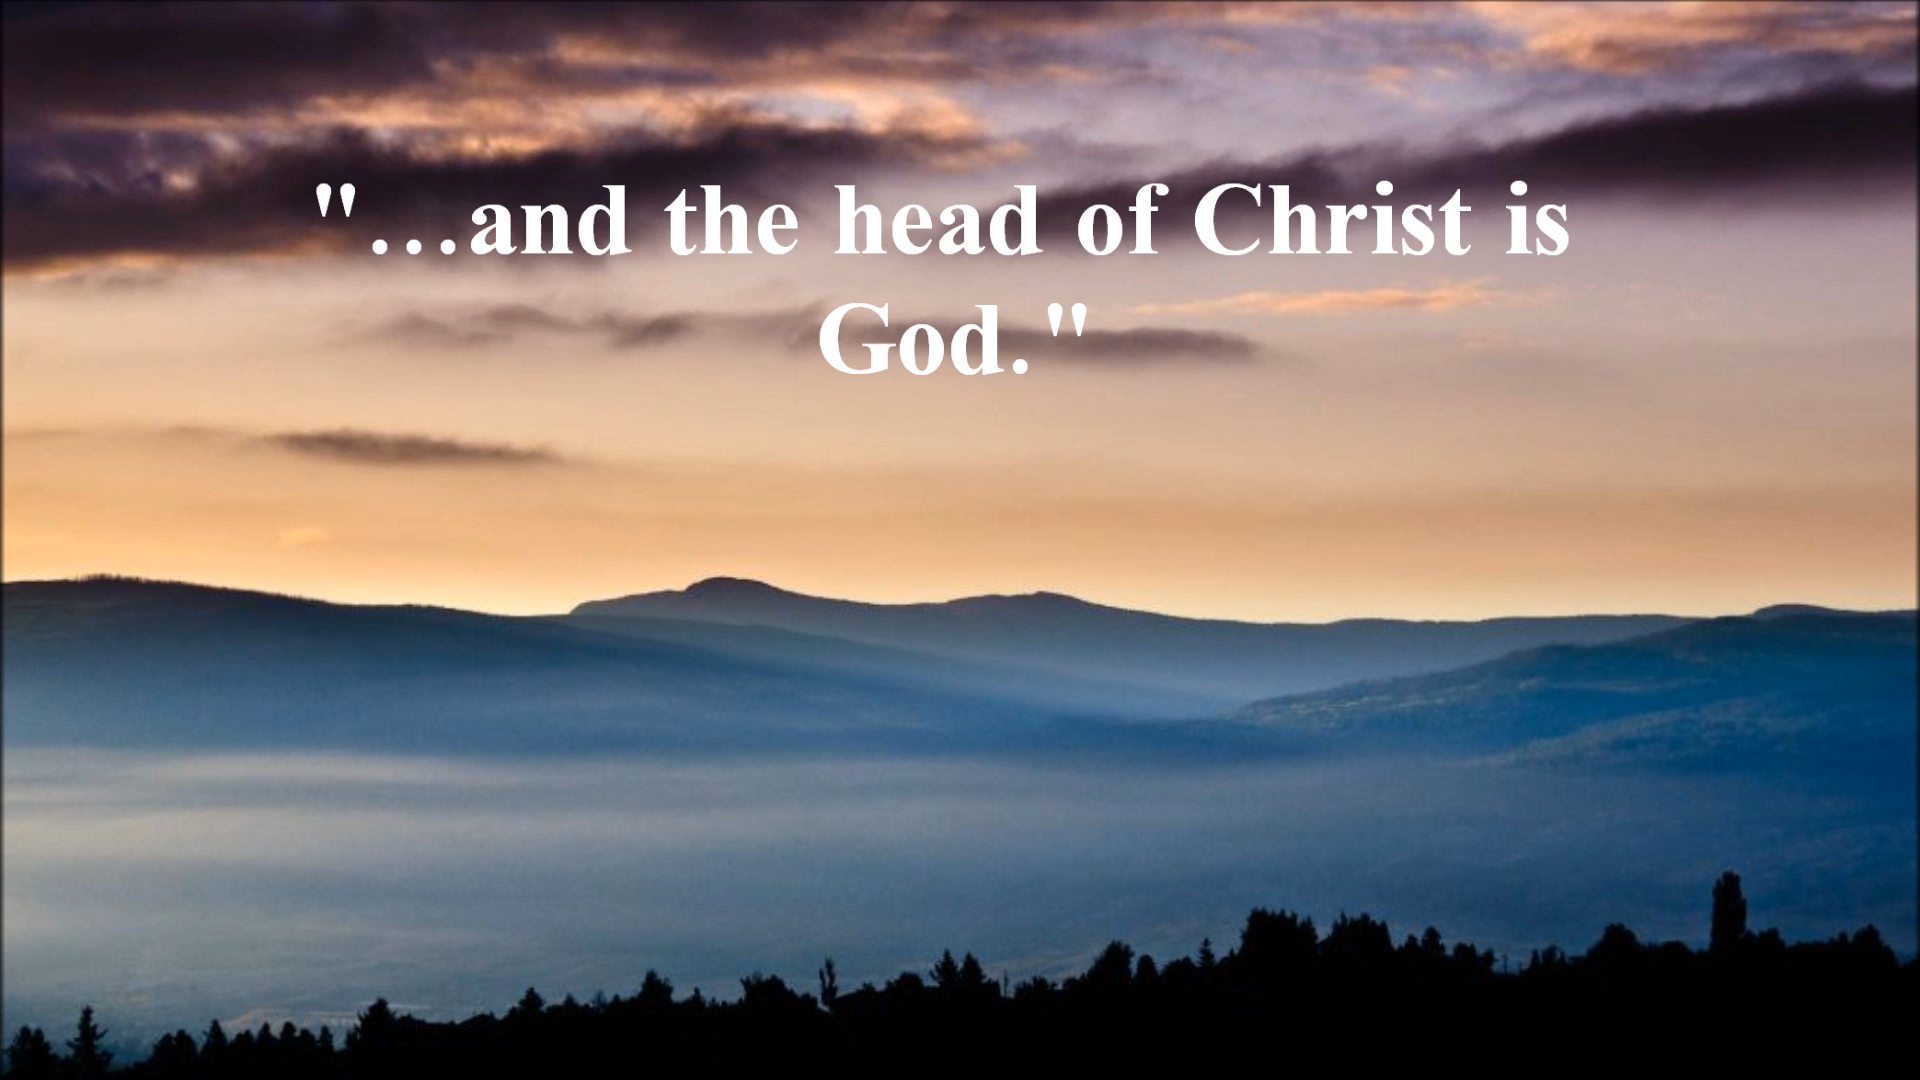 "…and the head of Christ is
God."